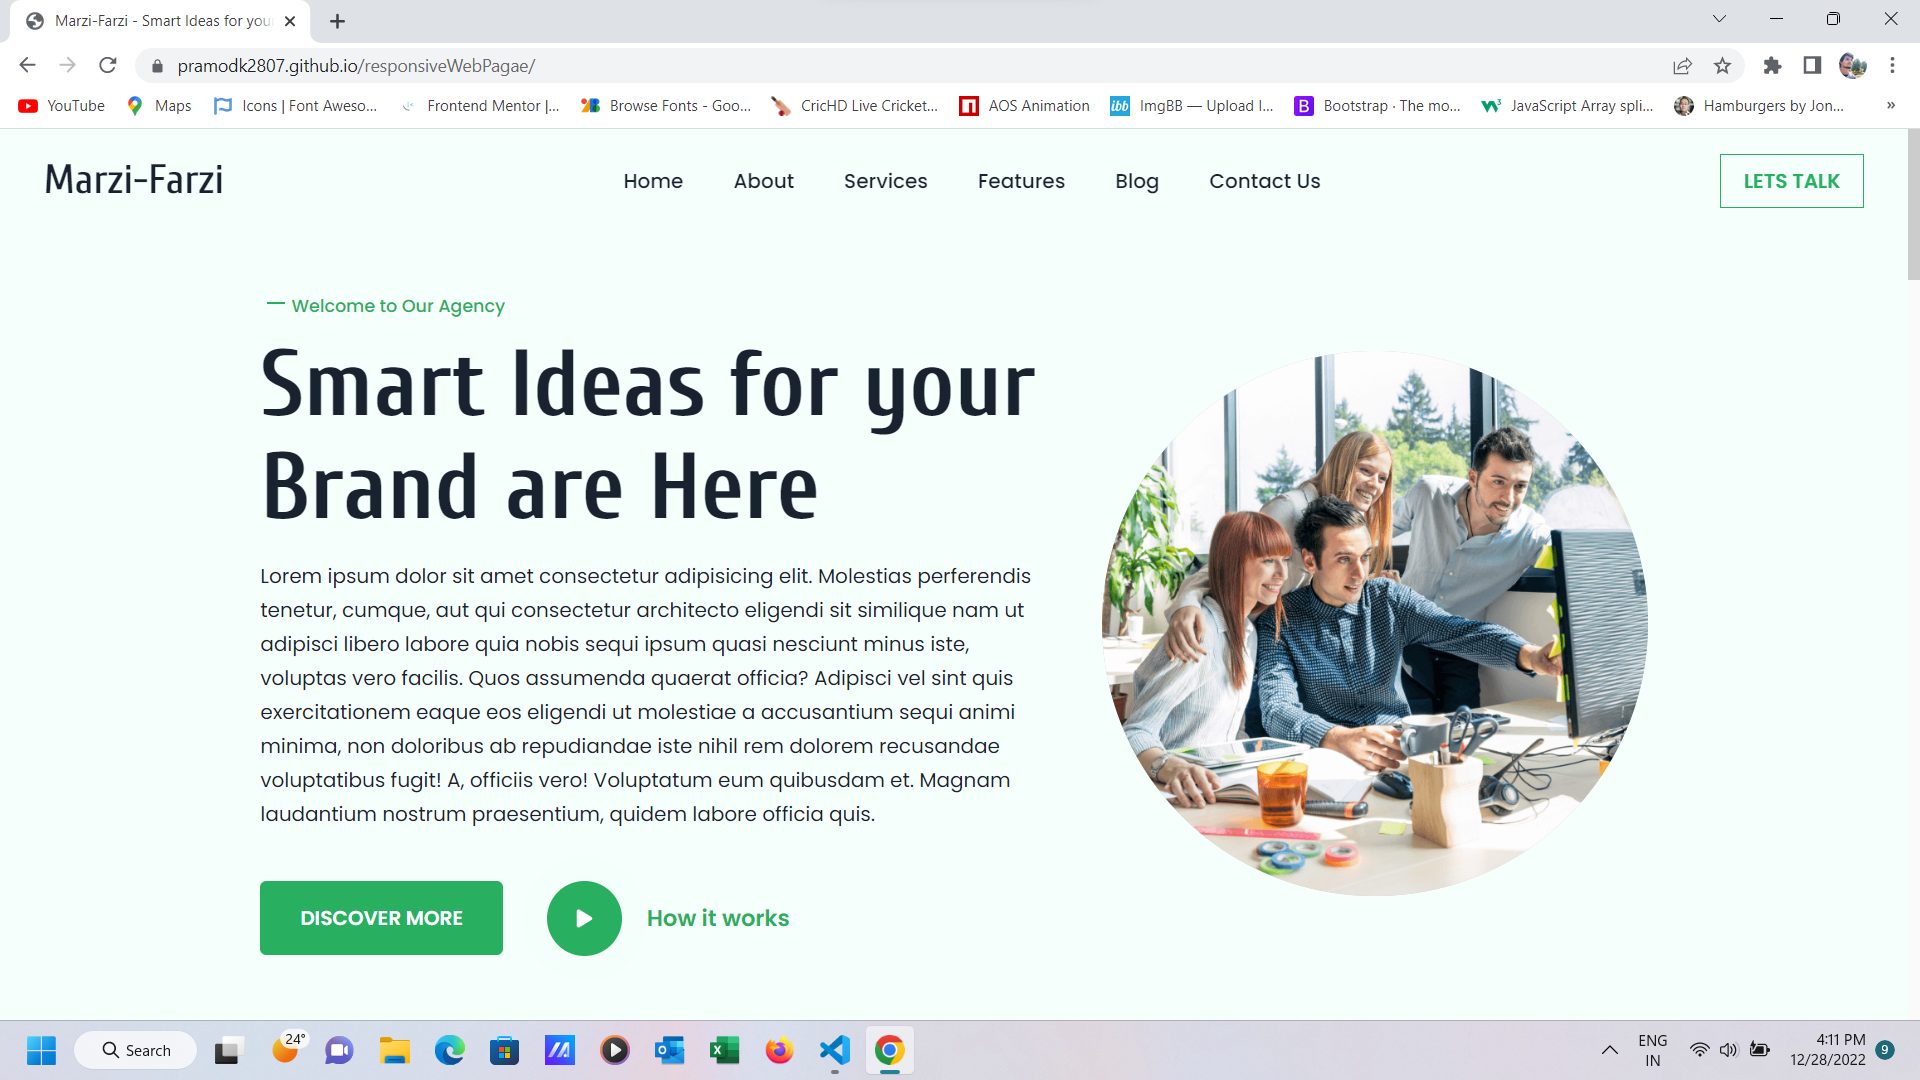 Marzi-Farzi - Smart Ideas for you
pramodk2807.github.io/responsiveWebPagae/
YouTube
Maps
Icons | Font Aweso...
Frontend Mentor |...
Browse Fonts - Goo...
CricHD Live Cricket...
AOS Animation
ibb
ImgBB — Upload I...
B
Bootstrap · The mo...
JavaScript Array spli...
Hamburgers by Jon...
»
Marzi-Farzi
Home
About
Services
Features
Blog
Contact Us
LETS TALK
Welcome to Our Agency
Smart Ideas for your
Brand are Here
Lorem ipsum dolor sit amet consectetur adipisicing elit. Molestias perferendis
tenetur, cumque, aut qui consectetur architecto eligendi sit similique nam ut
adipisci libero labore quia nobis sequi ipsum quasi nesciunt minus iste,
voluptas vero facilis. Quos assumenda quaerat officia? Adipisci vel sint quis
exercitationem eaque eos eligendi ut molestiae a accusantium sequi animi
minima, non doloribus ab repudiandae iste nihil rem dolorem recusandae
voluptatibus fugit! A, officiis vero! Voluptatum eum quibusdam et. Magnam
laudantium nostrum praesentium, quidem labore officia quis.
DISCOVER MORE
How it works
Search
24°
ENG
IN
4:11 PM
12/28/2022
9